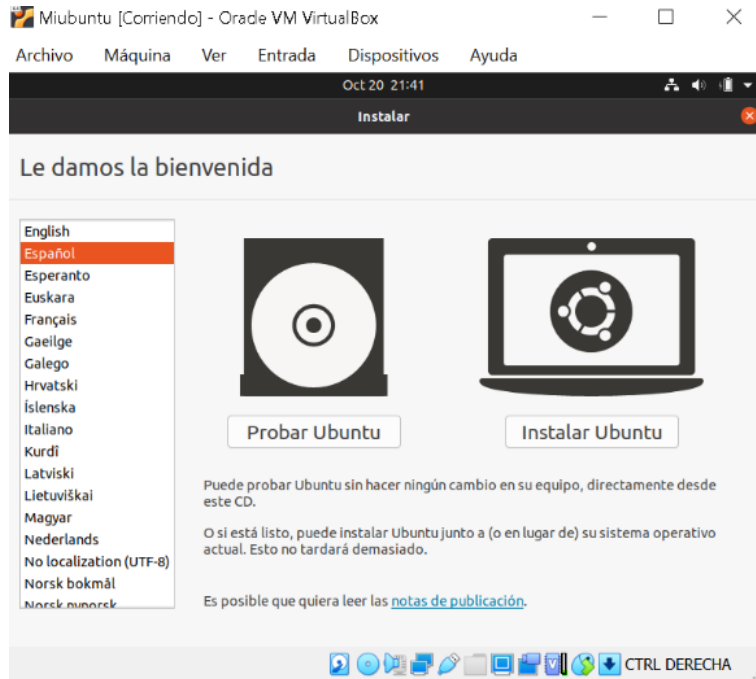 Miubuntu [Corriendo] - Oracle VM VirtualBox
Archivo Máquina Ver Entrada Dispositivos Ayuda
Oct 20 21:41
Instalar
Le damos la bienvenida
English
Español
Esperanto
Euskara
Français
Gaeilge
Galego
Hrvatski
Íslenska
Italiano
Kurdî
Latviski
Lietuviškai
Magyar
Nederlands
No localization (UTF-8)
Norsk bokmål
Norsk nynorsk
Probar Ubuntu
Instalar Ubuntu
Puede probar Ubuntu sin hacer ningún cambio en su equipo, directamente desde
este CD.
O si está listo, puede instalar Ubuntu junto a (o en lugar de) su sistema operativo
actual. Esto no tardará demasiado.
Es posible que quiera leer las notas de publicación.
CTRL DERECHA